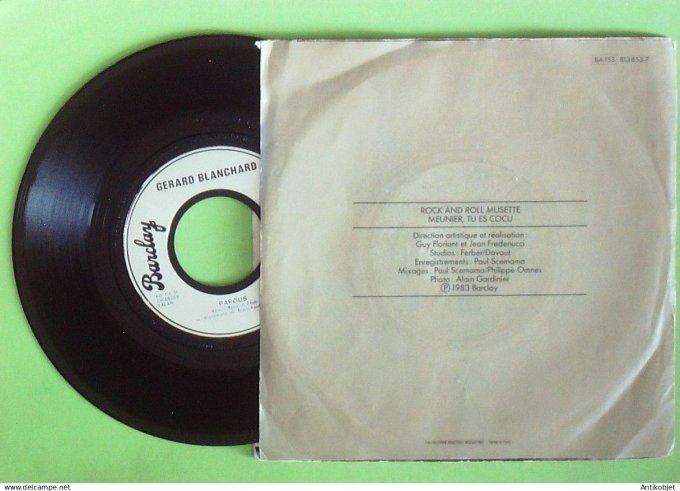 GERARD BLANCHARD
Barclay
PAPOUS
BA 153 813 853-7
ROCK AND ROLL MUSETTE
MEUNIER, TU ES COCU
Direction artistique et réalisation :
Guy Floriant et Jean Fredenucci
Studios : Ferber/Davout
Enregistrements : Paul Scemama
Mixages : Paul Scemama/Philippe Omnes
Photo : Alain Gardinier
Ⓟ 1983 Barclay
www.delcampe.net
Antikobjet